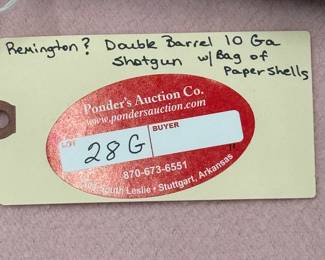 Remington? Double Barrel 10 Ga
Shotgun w/ Bag of
Paper Shells
Ponder's Auction Co.
www.pondersauction.com
LOT
28G
BUYER
870-673-6551
South Leslie • Stuttgart, Arkansas